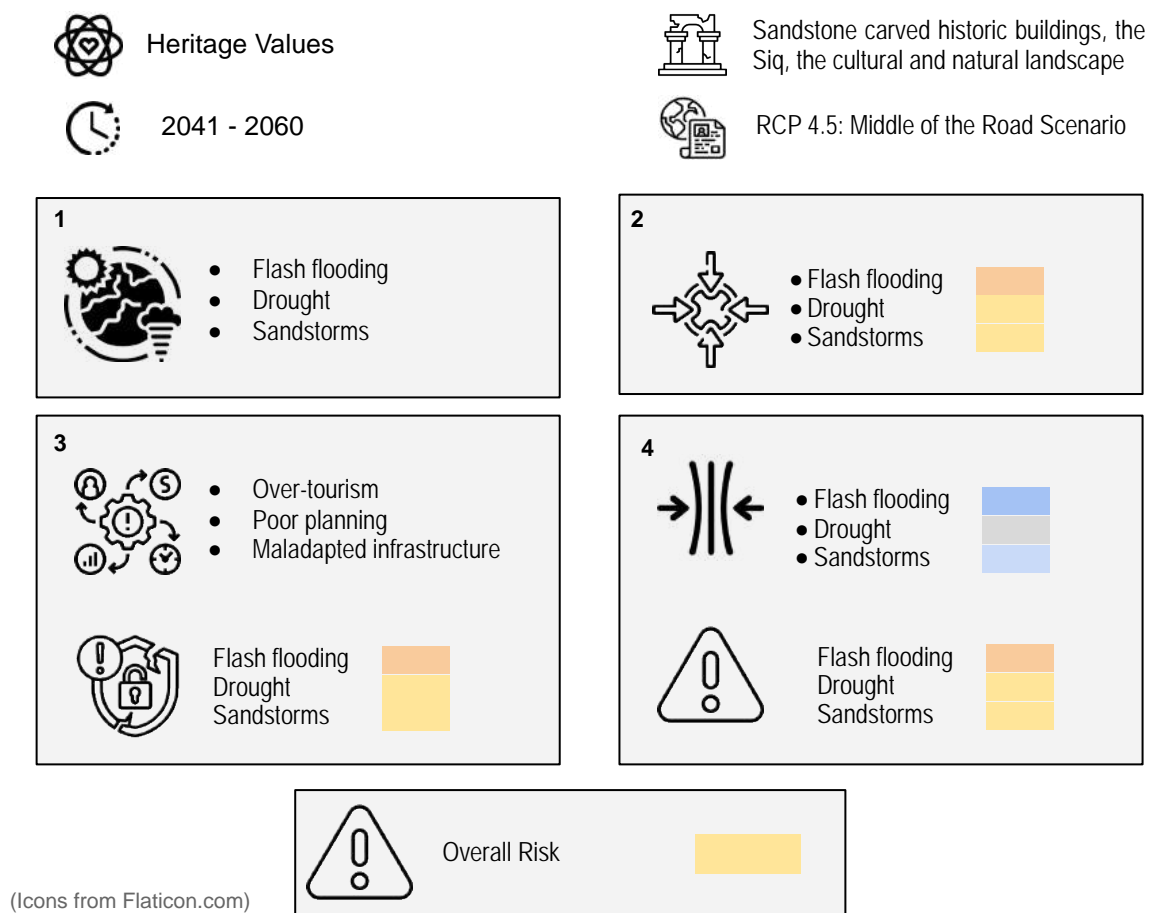 Heritage Values
Sandstone carved historic buildings, the
Siq, the cultural and natural landscape
2041 - 2060
RCP 4.5: Middle of the Road Scenario
1
● Flash flooding
● Drought
● Sandstorms
2
● Flash flooding
● Drought
● Sandstorms
3
● Over-tourism
● Poor planning
● Maladapted infrastructure
Flash flooding
Drought
Sandstorms
4
● Flash flooding
● Drought
● Sandstorms
Flash flooding
Drought
Sandstorms
Overall Risk
(Icons from Flaticon.com)